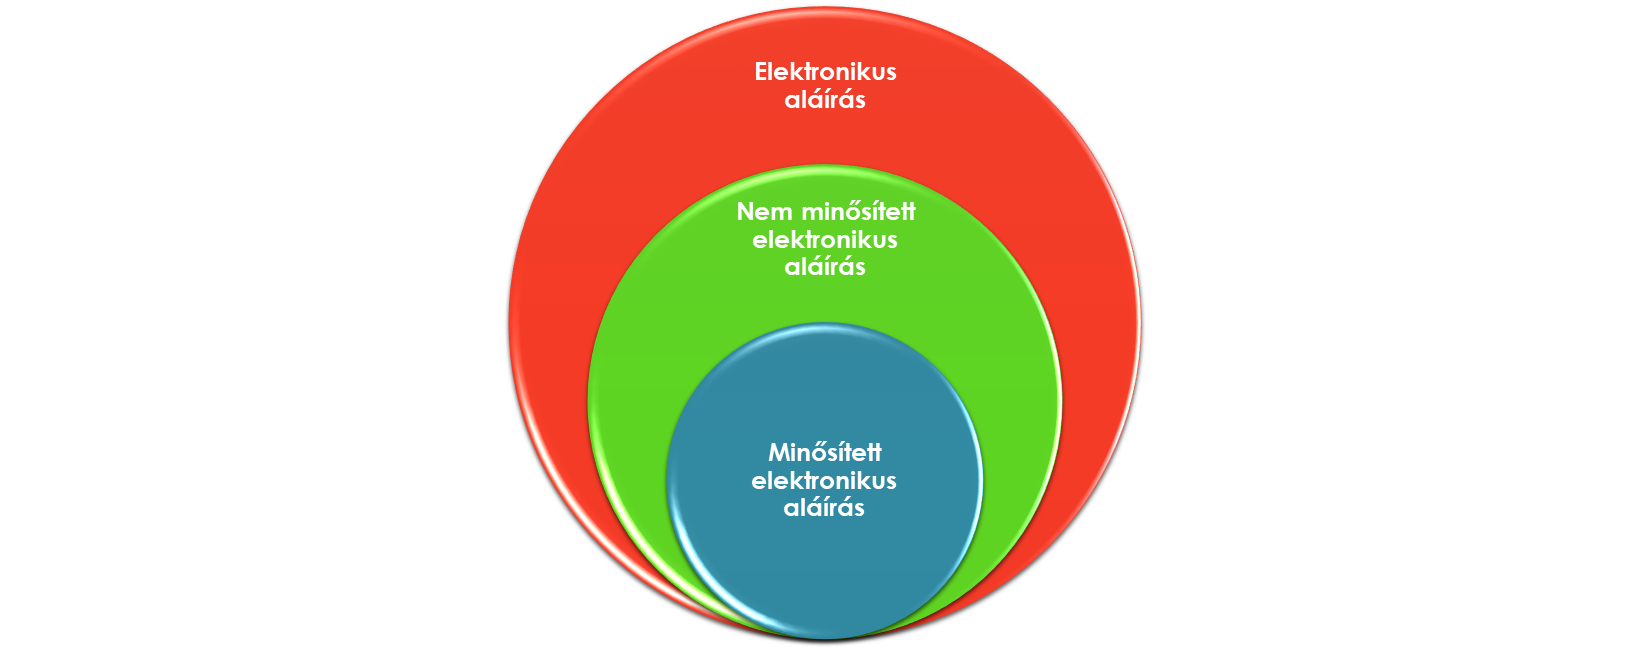 Elektronikus
aláírás
Nem minősített
elektronikus
aláírás
Minősített
elektronikus
aláírás